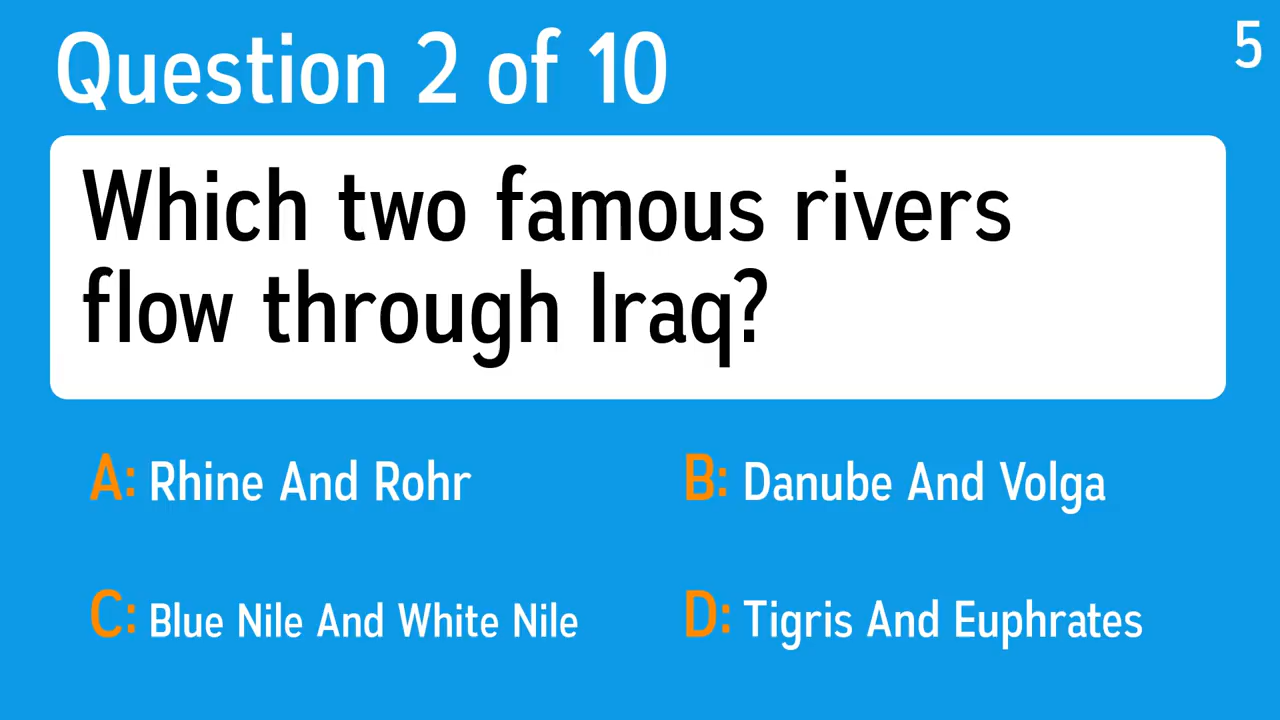 Question 2 of 10
5
Which two famous rivers
flow through Iraq?
A: Rhine And Rohr
B: Danube And Volga
C: Blue Nile And White Nile
D: Tigris And Euphrates